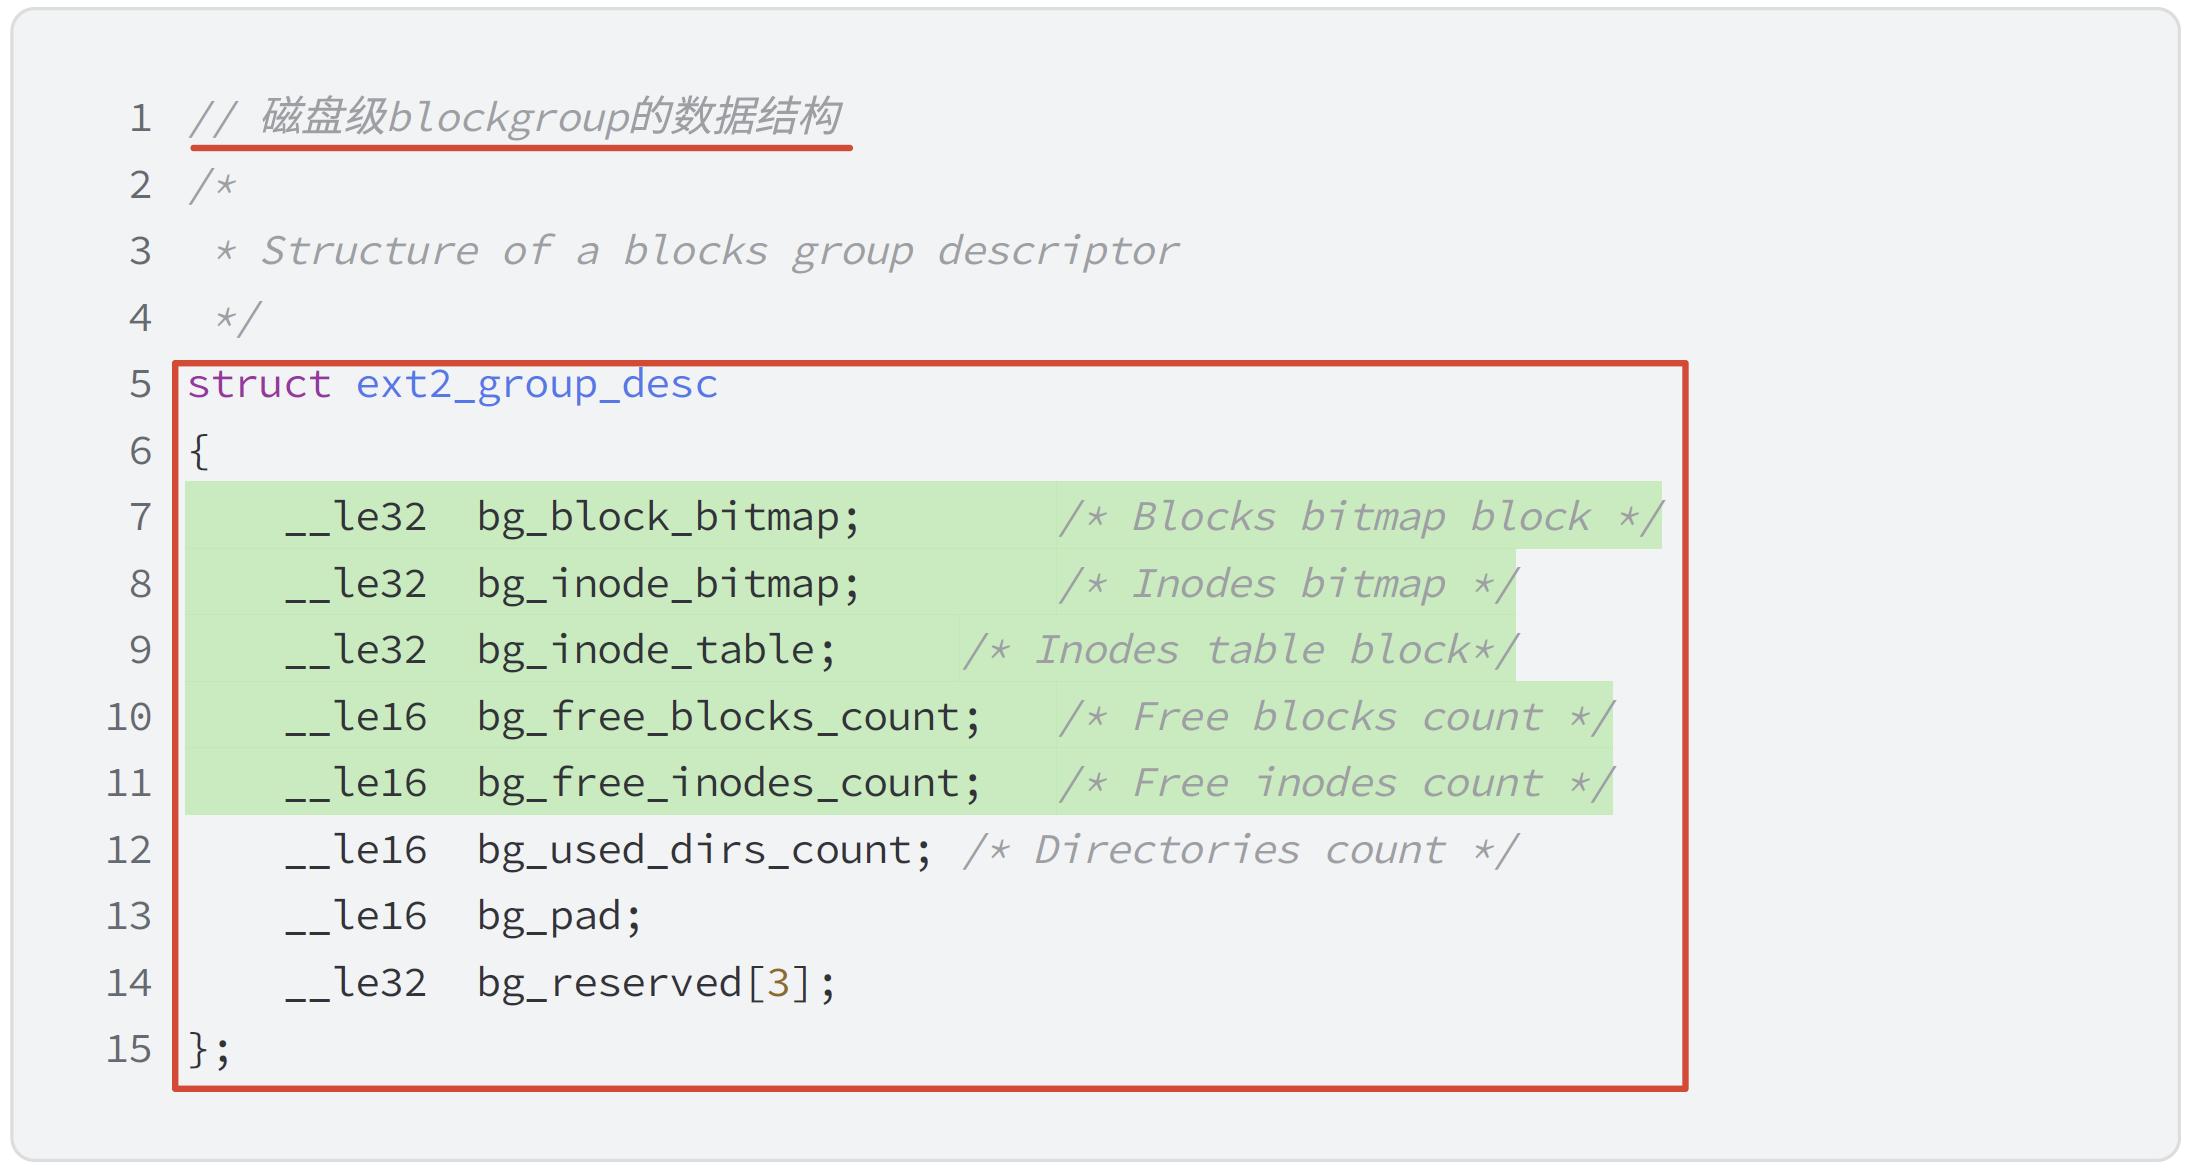 1 // 磁盘级blockgroup的数据结构
2 /*
3  * Structure of a blocks group descriptor
4  */
5 struct ext2_group_desc
6 {
7     __le32  bg_block_bitmap;        /* Blocks bitmap block */
8     __le32  bg_inode_bitmap;        /* Inodes bitmap */
9     __le32  bg_inode_table;     /* Inodes table block*/
10     __le16  bg_free_blocks_count;   /* Free blocks count */
11     __le16  bg_free_inodes_count;   /* Free inodes count */
12     __le16  bg_used_dirs_count; /* Directories count */
13     __le16  bg_pad;
14     __le32  bg_reserved[3];
15 };